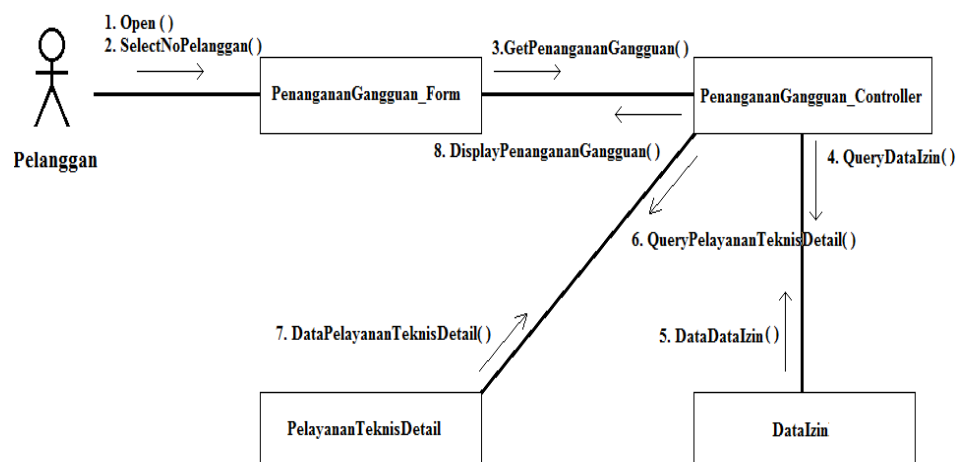 1. Open ( )
2. SelectNoPelanggan( )
3.GetPenangananGangguan( )
PenangananGangguan_Form
PenangananGangguan_Controller
Pelanggan
8. DisplayPenangananGangguan( )
4. QueryDataIzin( )
6. QueryPelayananTeknisDetail( )
7. DataPelayananTeknisDetail( )
5. DataDataIzin( )
PelayananTeknisDetail
DataIzin